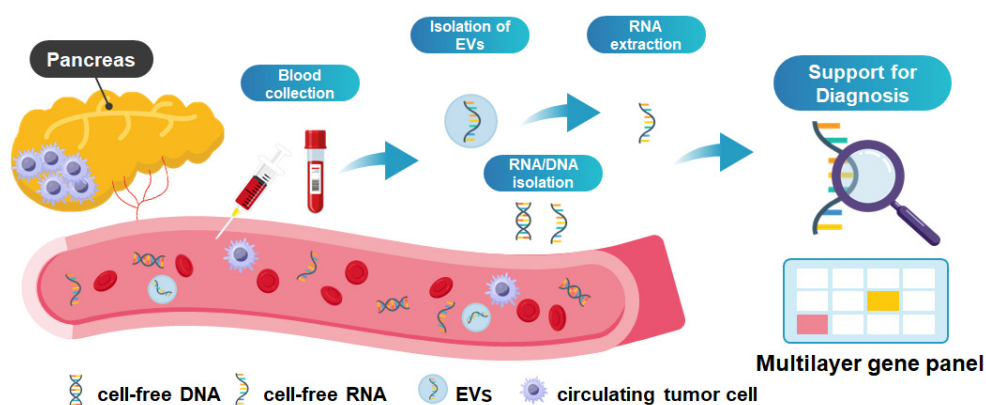 Pancreas
Blood
collection
Isolation of
EVs
RNA
extraction
RNA/DNA
isolation
Support for
Diagnosis
Multilayer gene panel
cell-free DNA
cell-free RNA
EVs
circulating tumor cell